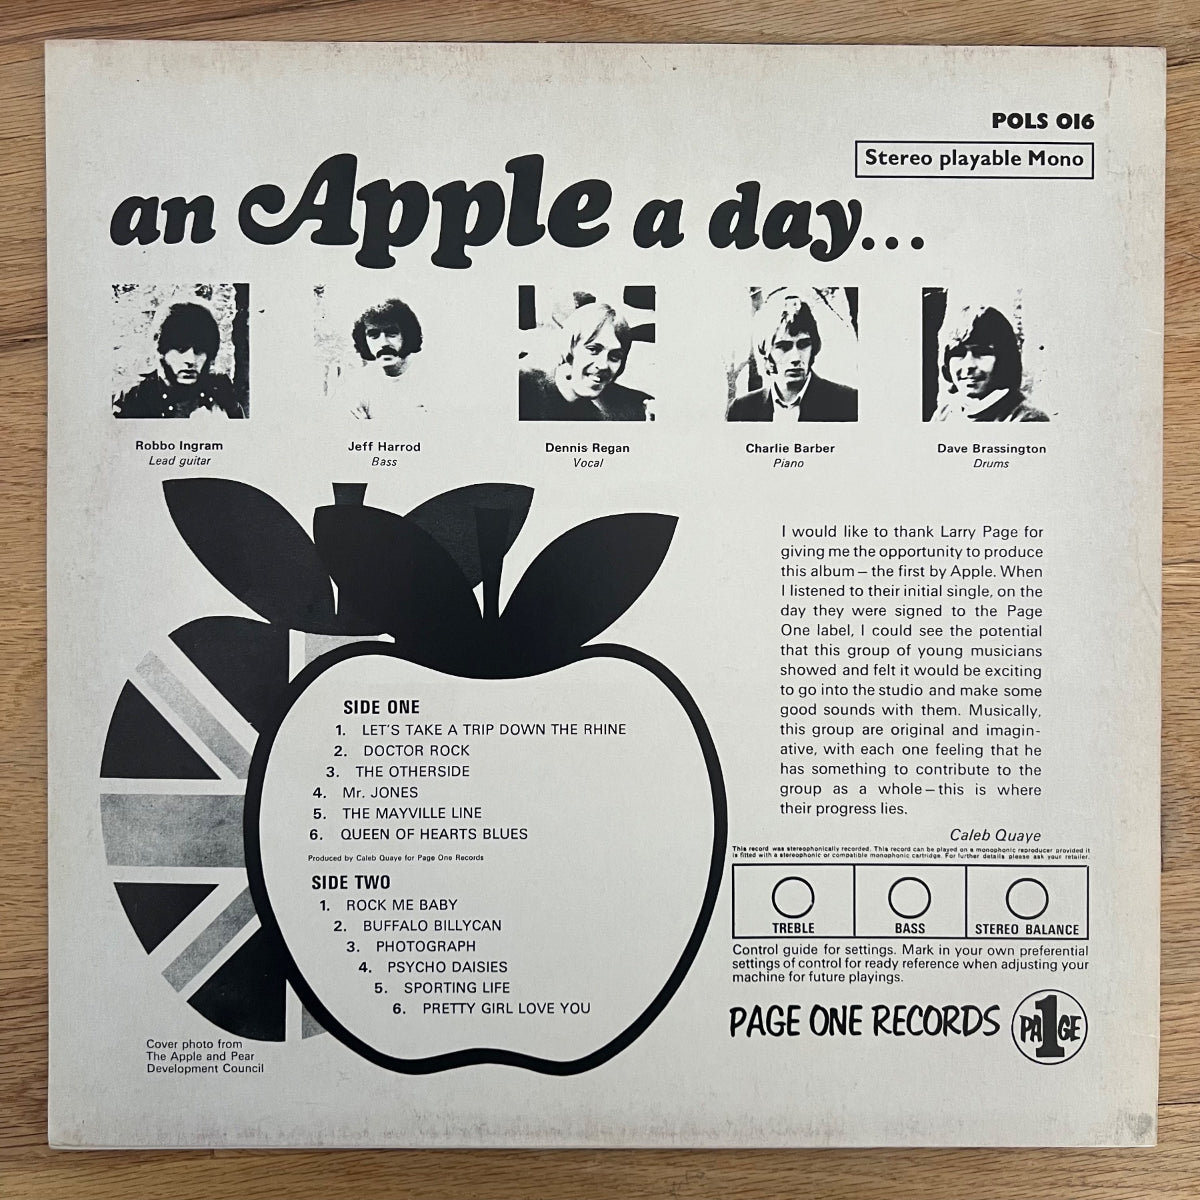 POLS 016
Stereo playable Mono
an Apple a day...
Robbo Ingram
Lead guitar
Jeff Harrod
Bass
Dennis Regan
Vocal
Charlie Barber
Piano
Dave Brassington
Drums
I would like to thank Larry Page for
giving me the opportunity to produce
this album – the first by Apple. When
I listened to their initial single, on the
day they were signed to the Page
One label, I could see the potential
that this group of young musicians
showed and felt it would be exciting
to go into the studio and make some
good sounds with them. Musically,
this group are original and imagin-
ative, with each one feeling that he
has something to contribute to the
group as a whole – this is where
their progress lies.
Caleb Quaye
SIDE ONE
1. LET'S TAKE A TRIP DOWN THE RHINE
2. DOCTOR ROCK
3. THE OTHERSIDE
4. Mr. JONES
5. THE MAYVILLE LINE
6. QUEEN OF HEARTS BLUES
Produced by Caleb Quaye for Page One Records
SIDE TWO
1. ROCK ME BABY
2. BUFFALO BILLYCAN
3. PHOTOGRAPH
4. PSYCHO DAISIES
5. SPORTING LIFE
6. PRETTY GIRL LOVE YOU
This record was stereophonically recorded. This record can be played on a monophonic reproducer provided it
is fitted with a stereophonic or compatible monophonic cartridge. For further details please ask your retailer.
TREBLE
BASS
STEREO BALANCE
Control guide for settings. Mark in your own preferential
settings of control for ready reference when adjusting your
machine for future playings.
PAGE ONE RECORDS
PA1GE
Cover photo from
The Apple and Pear
Development Council